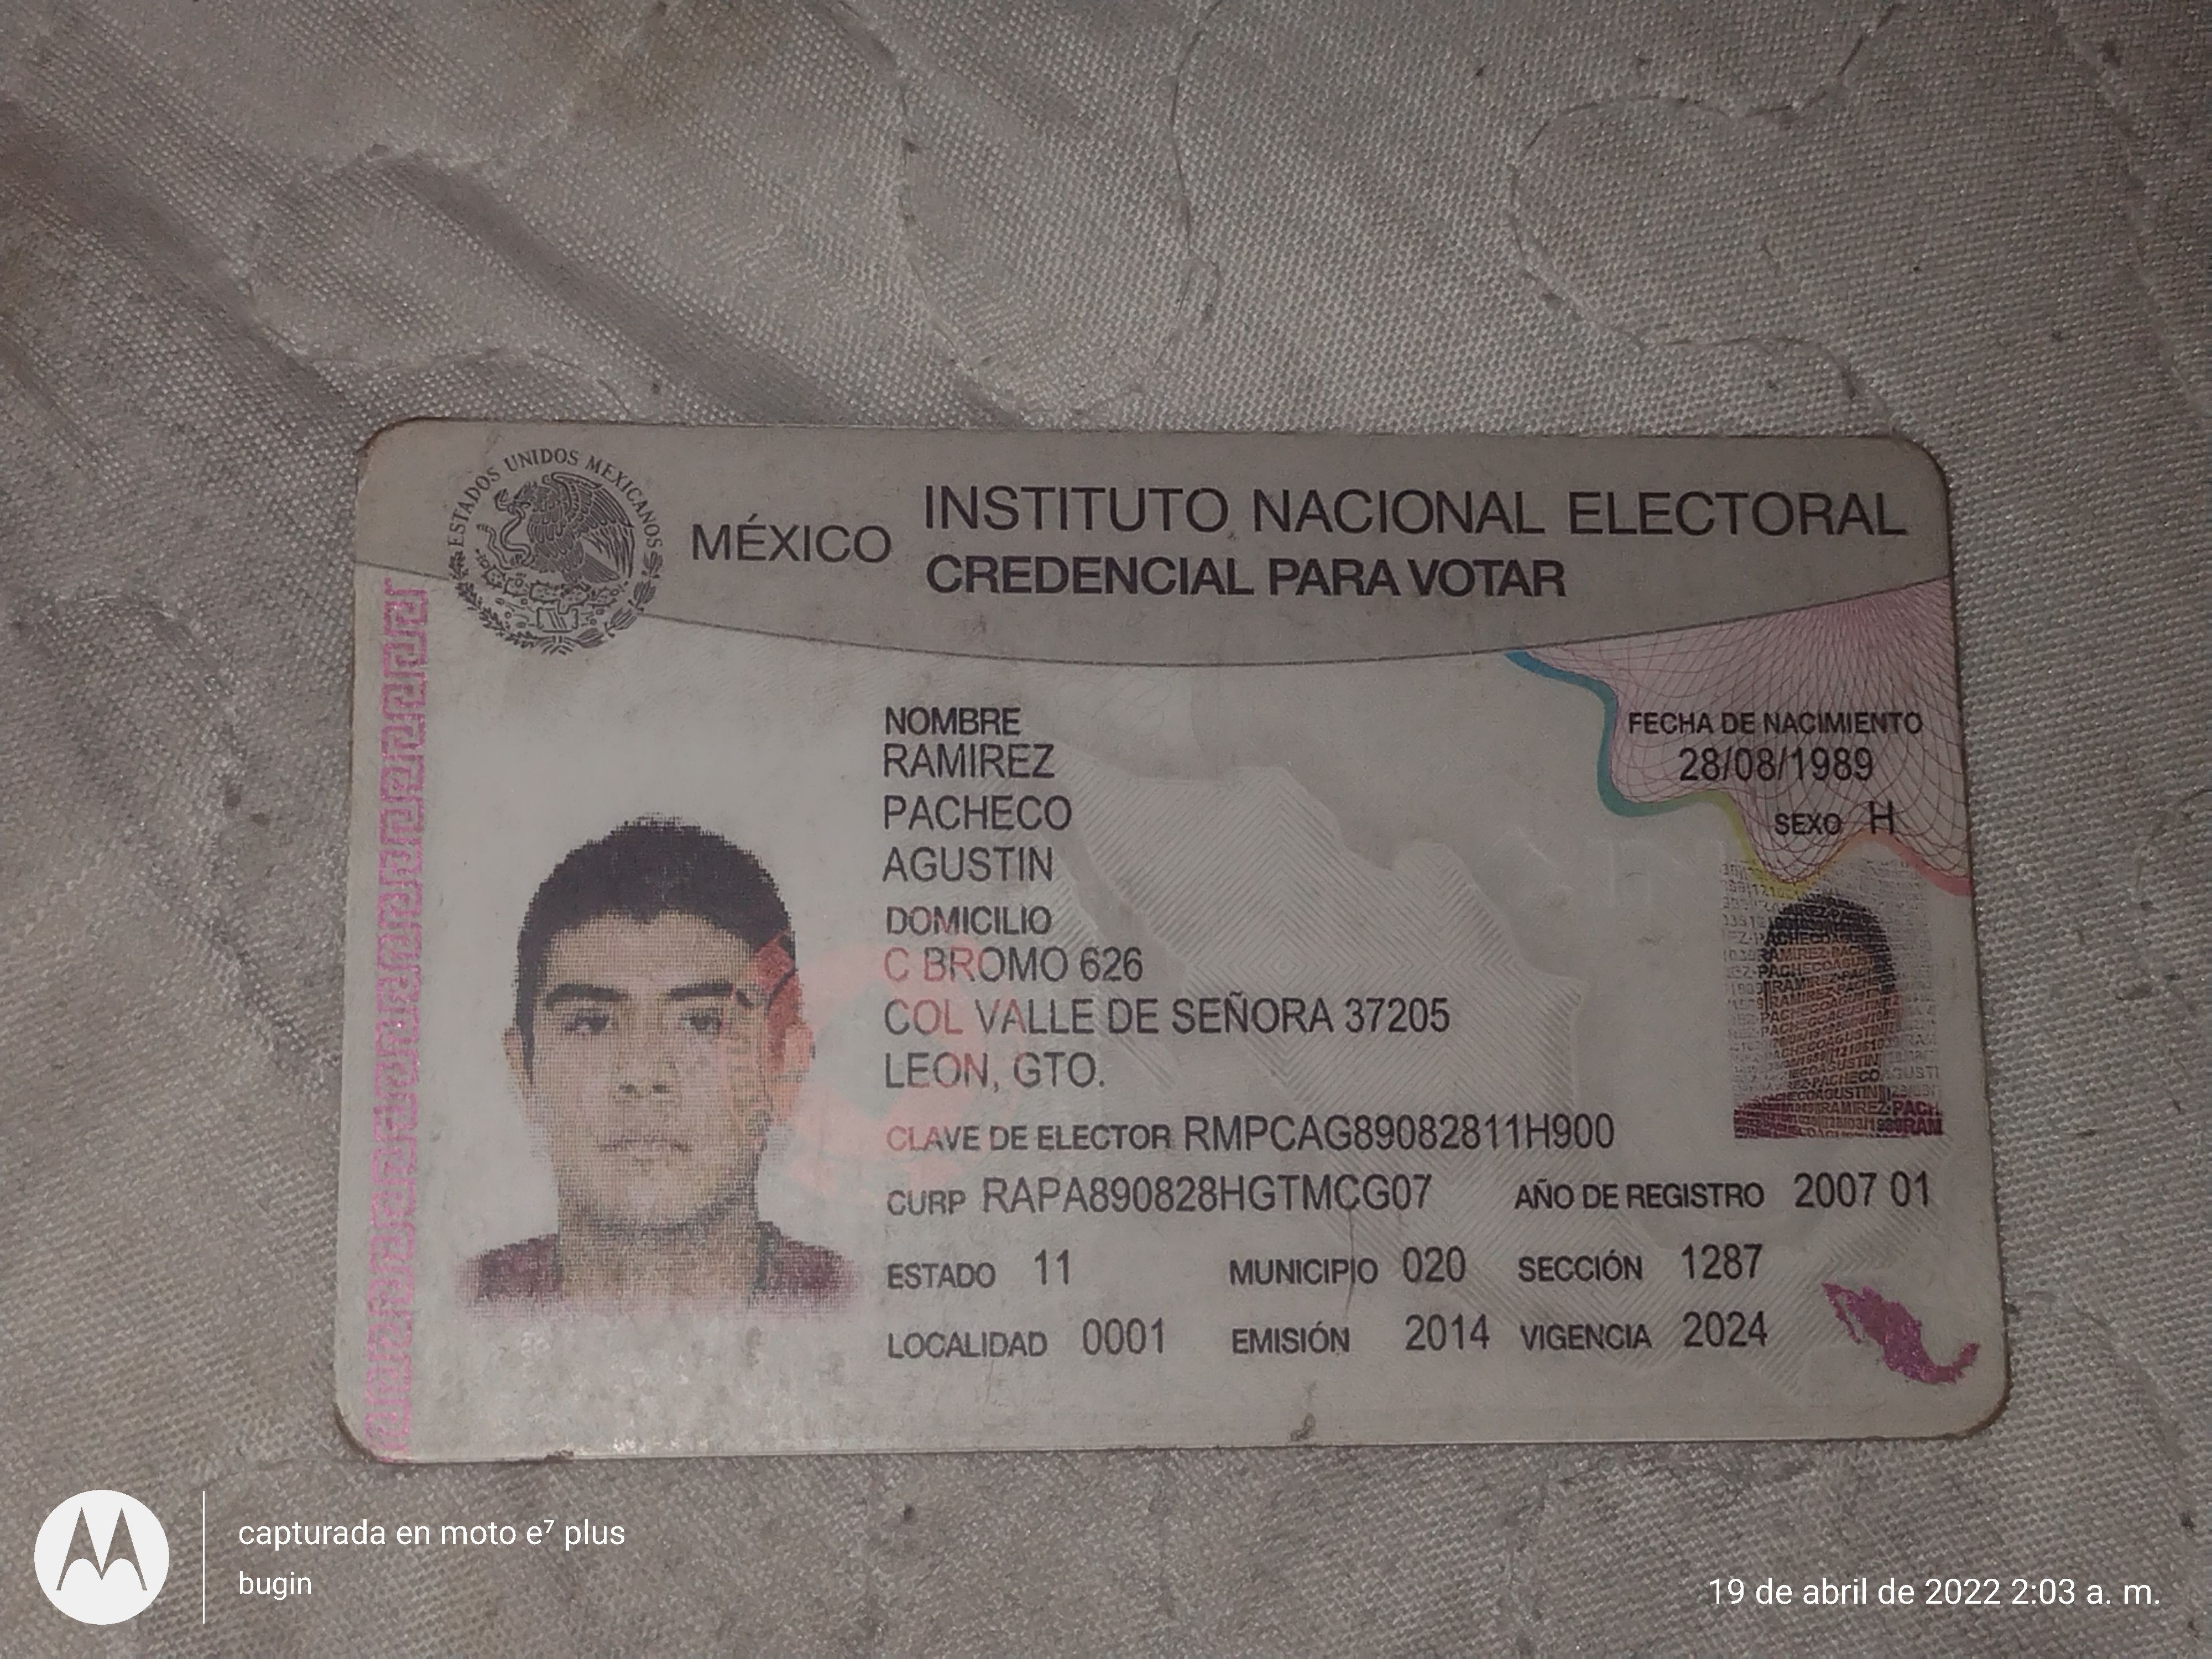 ESTADOS UNIDOS MEXICANOS
MÉXICO
INSTITUTO NACIONAL ELECTORAL
CREDENCIAL PARA VOTAR
NOMBRE
RAMIREZ
PACHECO
AGUSTIN
FECHA DE NACIMIENTO
28/08/1989
SEXO H
DOMICILIO
C BROMO 626
COL VALLE DE SEÑORA 37205
LEON, GTO.
CLAVE DE ELECTOR RMPCAG89082811H900
CURP RAPA890828HGTMCG07 AÑO DE REGISTRO 2007 01
ESTADO 11 MUNICIPIO 020 SECCIÓN 1287
LOCALIDAD 0001 EMISIÓN 2014 VIGENCIA 2024
capturada en moto e⁷ plus
bugin
19 de abril de 2022 2:03 a. m.